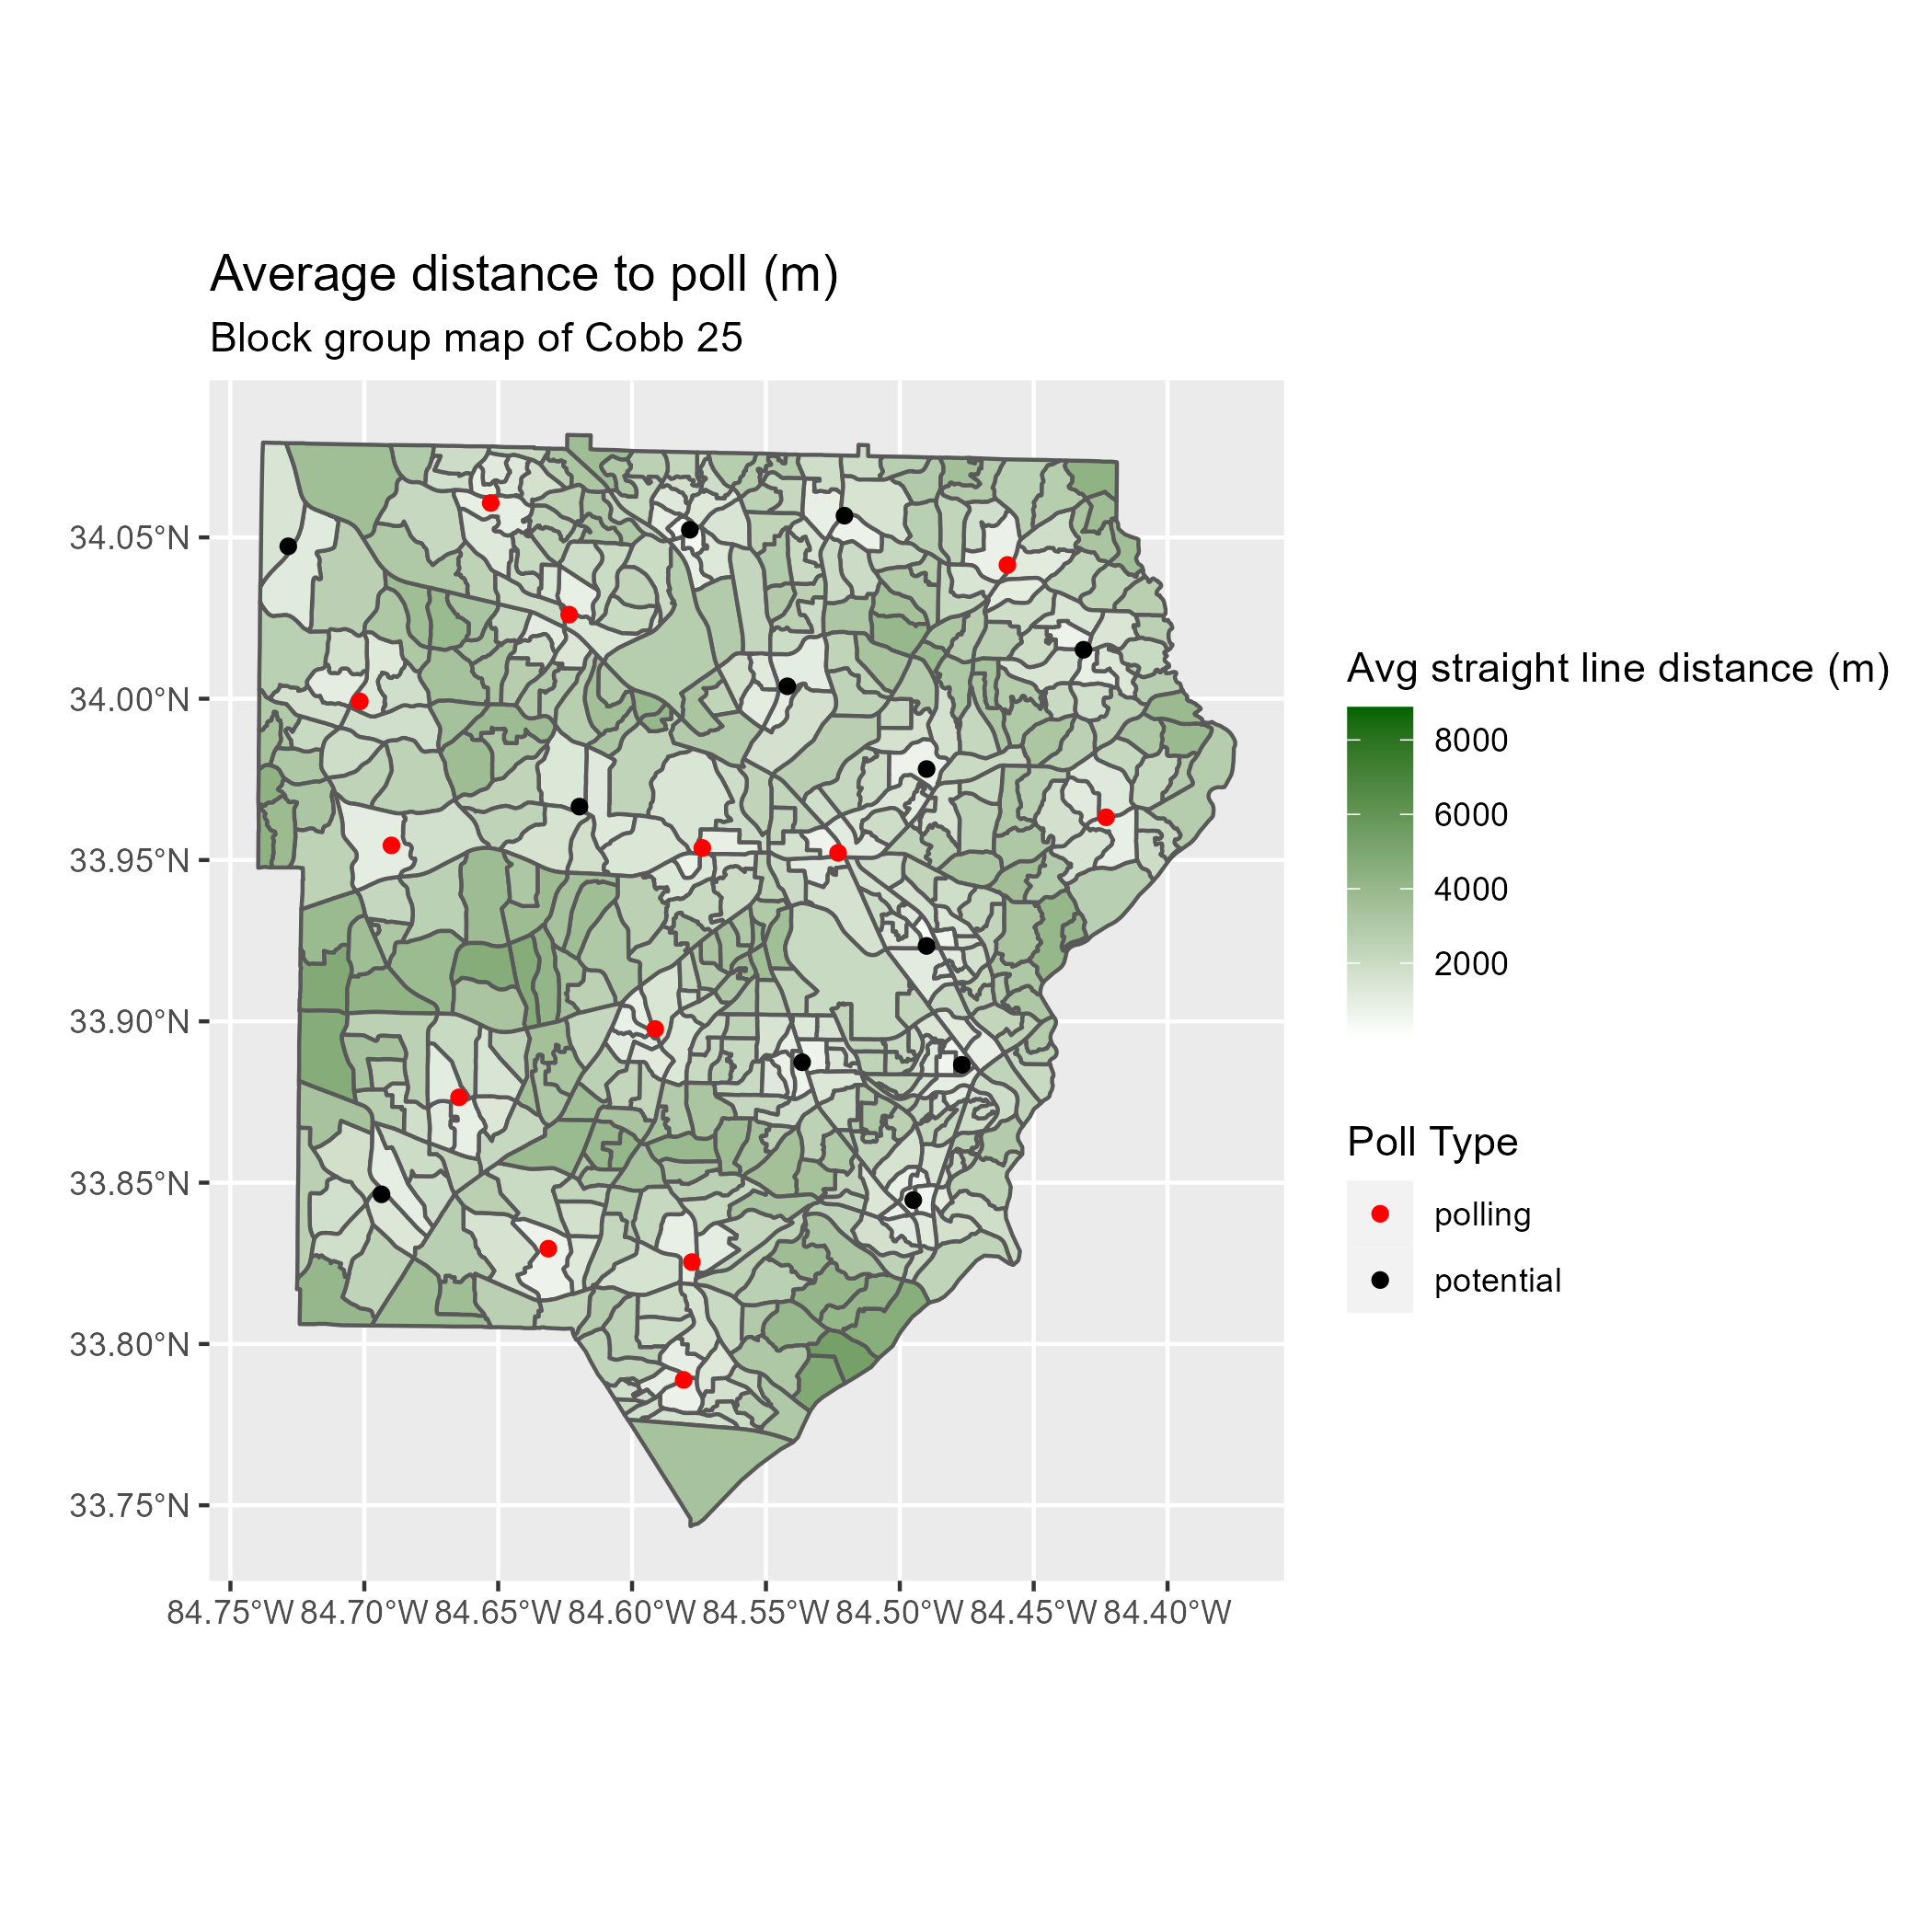 Average distance to poll (m)
Block group map of Cobb 25
34.05°N
34.00°N
33.95°N
33.90°N
33.85°N
33.80°N
33.75°N
84.75°W 84.70°W 84.65°W 84.60°W 84.55°W 84.50°W 84.45°W 84.40°W
Avg straight line distance (m)
8000
6000
4000
2000
Poll Type
polling
potential